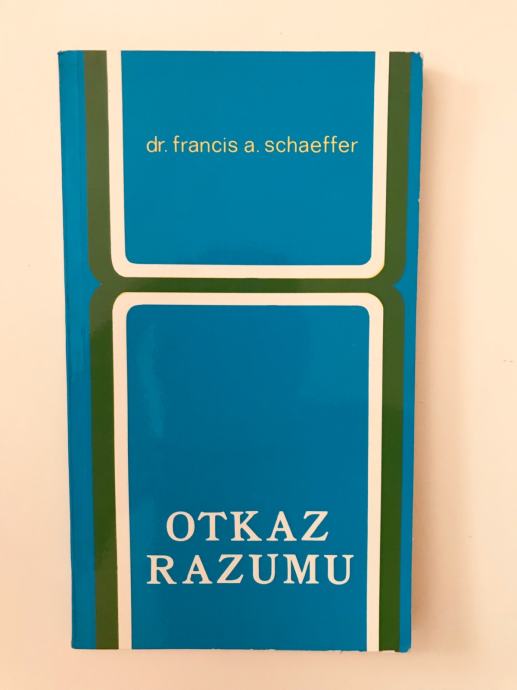 dr. francis a. schaeffer
OTKAZ
RAZUMU